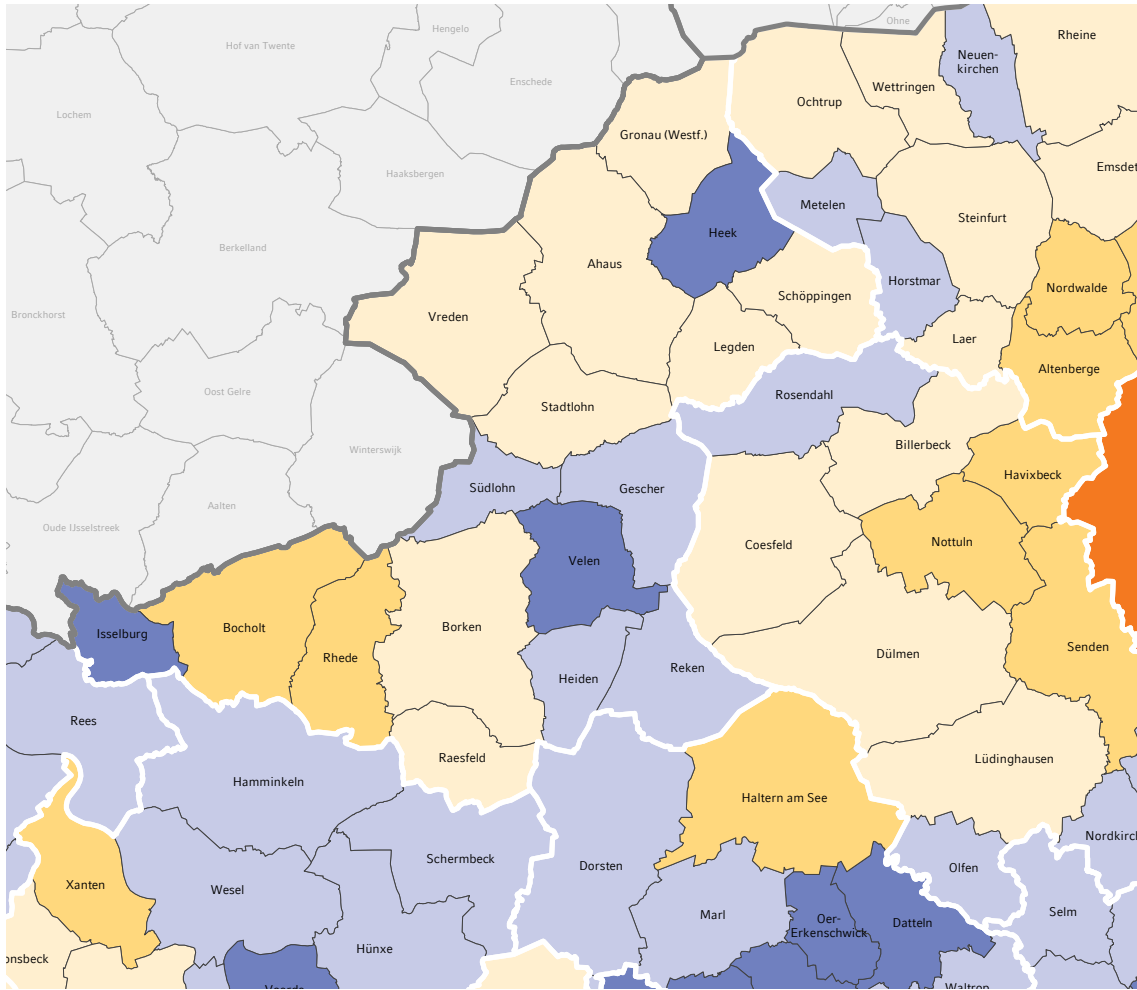 Ohne
Hengelo
Hof van Twente
Enschede
Lochem
Haaksbergen
Berkelland
Bronckhorst
Oost Gelre
Winterswijk
Aalten
Oude IJsselstreek
Rheine
Neuen-
kirchen
Wettringen
Ochtrup
Gronau (Westf.)
Emsdet
Metelen
Steinfurt
Heek
Ahaus
Horstmar
Nordwalde
Schöppingen
Vreden
Laer
Legden
Altenberge
Rosendahl
Stadtlohn
Billerbeck
Havixbeck
Südlohn
Gescher
Nottuln
Coesfeld
Velen
Isselburg
Bocholt
Borken
Rhede
Senden
Dülmen
Reken
Heiden
Rees
Raesfeld
Lüdinghausen
Hamminkeln
Haltern am See
Nordkirch
Schermbeck
Dorsten
Olfen
Xanten
Wesel
Marl
Selm
Oer-
Erkenschwick
Datteln
Hünxe
onsbeck
Voerde
Waltrop